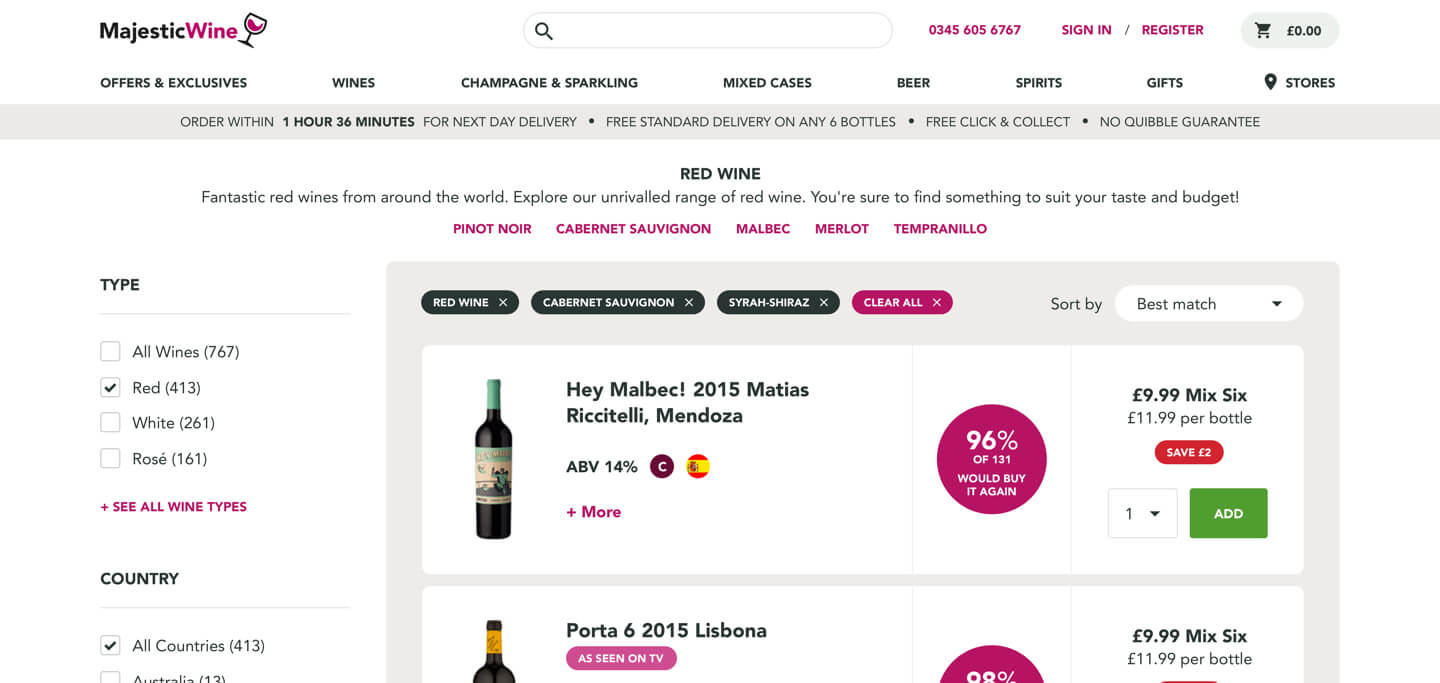 MajesticWine
0345 605 6767
SIGN IN / REGISTER
£0.00
OFFERS & EXCLUSIVES
WINES
CHAMPAGNE & SPARKLING
MIXED CASES
BEER
SPIRITS
GIFTS
STORES
ORDER WITHIN 1 HOUR 36 MINUTES FOR NEXT DAY DELIVERY • FREE STANDARD DELIVERY ON ANY 6 BOTTLES • FREE CLICK & COLLECT • NO QUIBBLE GUARANTEE
RED WINE
Fantastic red wines from around the world. Explore our unrivalled range of red wine. You're sure to find something to suit your taste and budget!
PINOT NOIR CABERNET SAUVIGNON MALBEC MERLOT TEMPRANILLO
TYPE
All Wines (767)
Red (413)
White (261)
Rosé (161)
+ SEE ALL WINE TYPES
COUNTRY
All Countries (413)
Australia (13)
RED WINE ×
CABERNET SAUVIGNON ×
SYRAH-SHIRAZ ×
CLEAR ALL ×
Sort by
Best match
Hey Malbec! 2015 Matias
Riccitelli, Mendoza
ABV 14% C
+ More
96%
OF 131
WOULD BUY
IT AGAIN
£9.99 Mix Six
£11.99 per bottle
SAVE £2
1
ADD
Porta 6 2015 Lisbona
AS SEEN ON TV
98%
£9.99 Mix Six
£11.99 per bottle